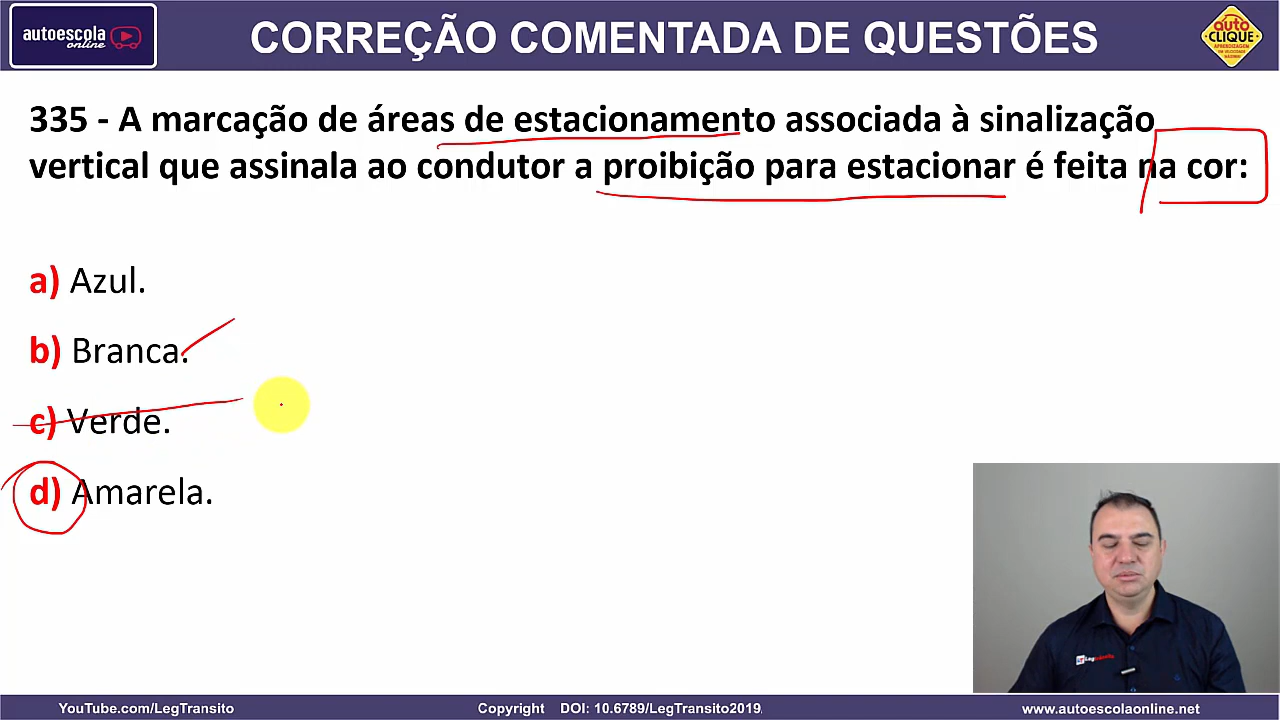 autoescola
online
CORREÇÃO COMENTADA DE QUESTÕES
auto
CLIQUE
335 - A marcação de áreas de estacionamento associada à sinalização
vertical que assinala ao condutor a proibição para estacionar é feita na cor:
a) Azul.
b) Branca.
c) Verde.
d) Amarela.
Legtrânsito
YouTube.com/LegTransito
Copyright DOI: 10.6789/LegTransito2019
www.autoescolaonline.net